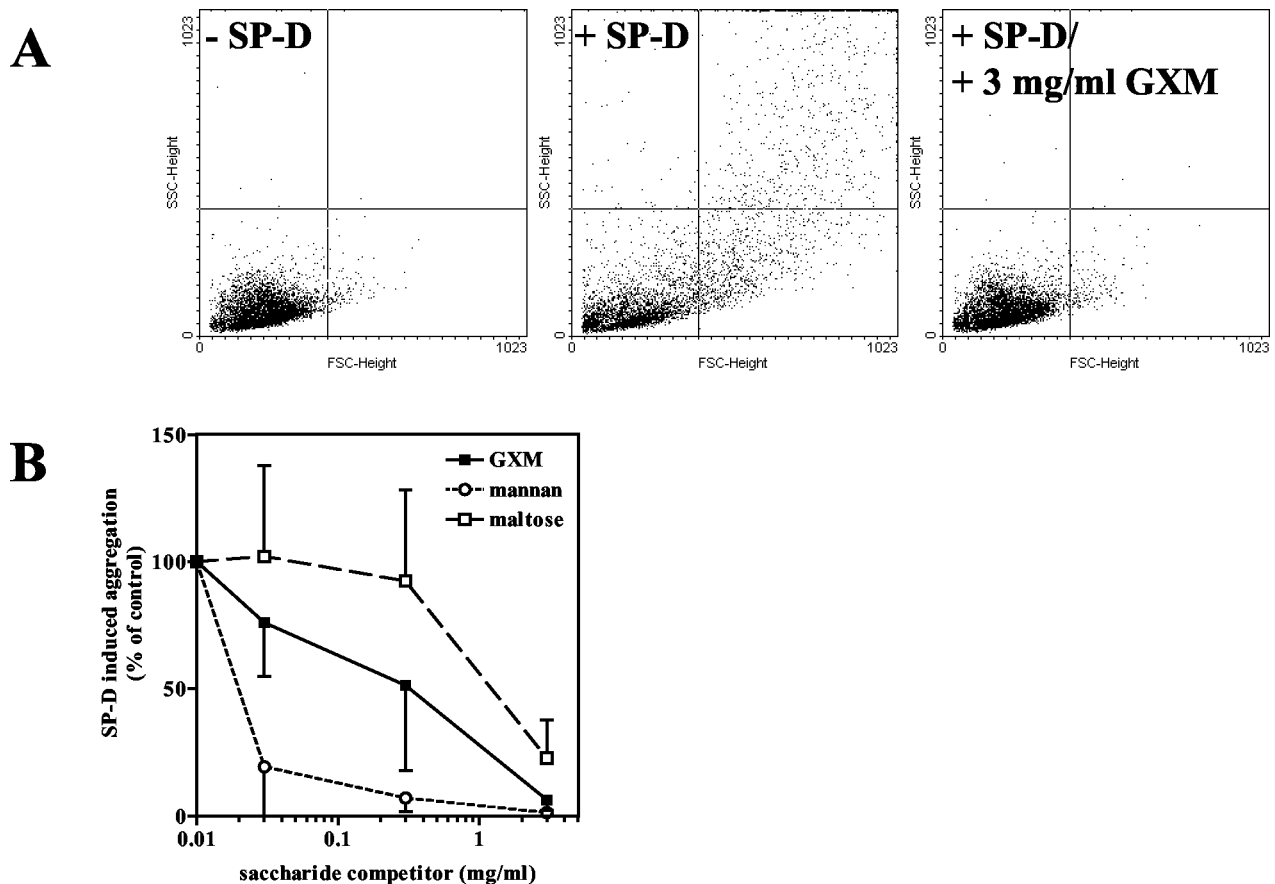 A
- SP-D
1023
SSC-Height
0
0
1023
FSC-Height
+ SP-D
1023
SSC-Height
0
0
1023
FSC-Height
+ SP-D/
+ 3 mg/ml GXM
1023
SSC-Height
0
0
1023
FSC-Height
B
SP-D induced aggregation
(% of control)
150
100
50
0
GXM
mannan
maltose
0.01
0.1
1
saccharide competitor (mg/ml)